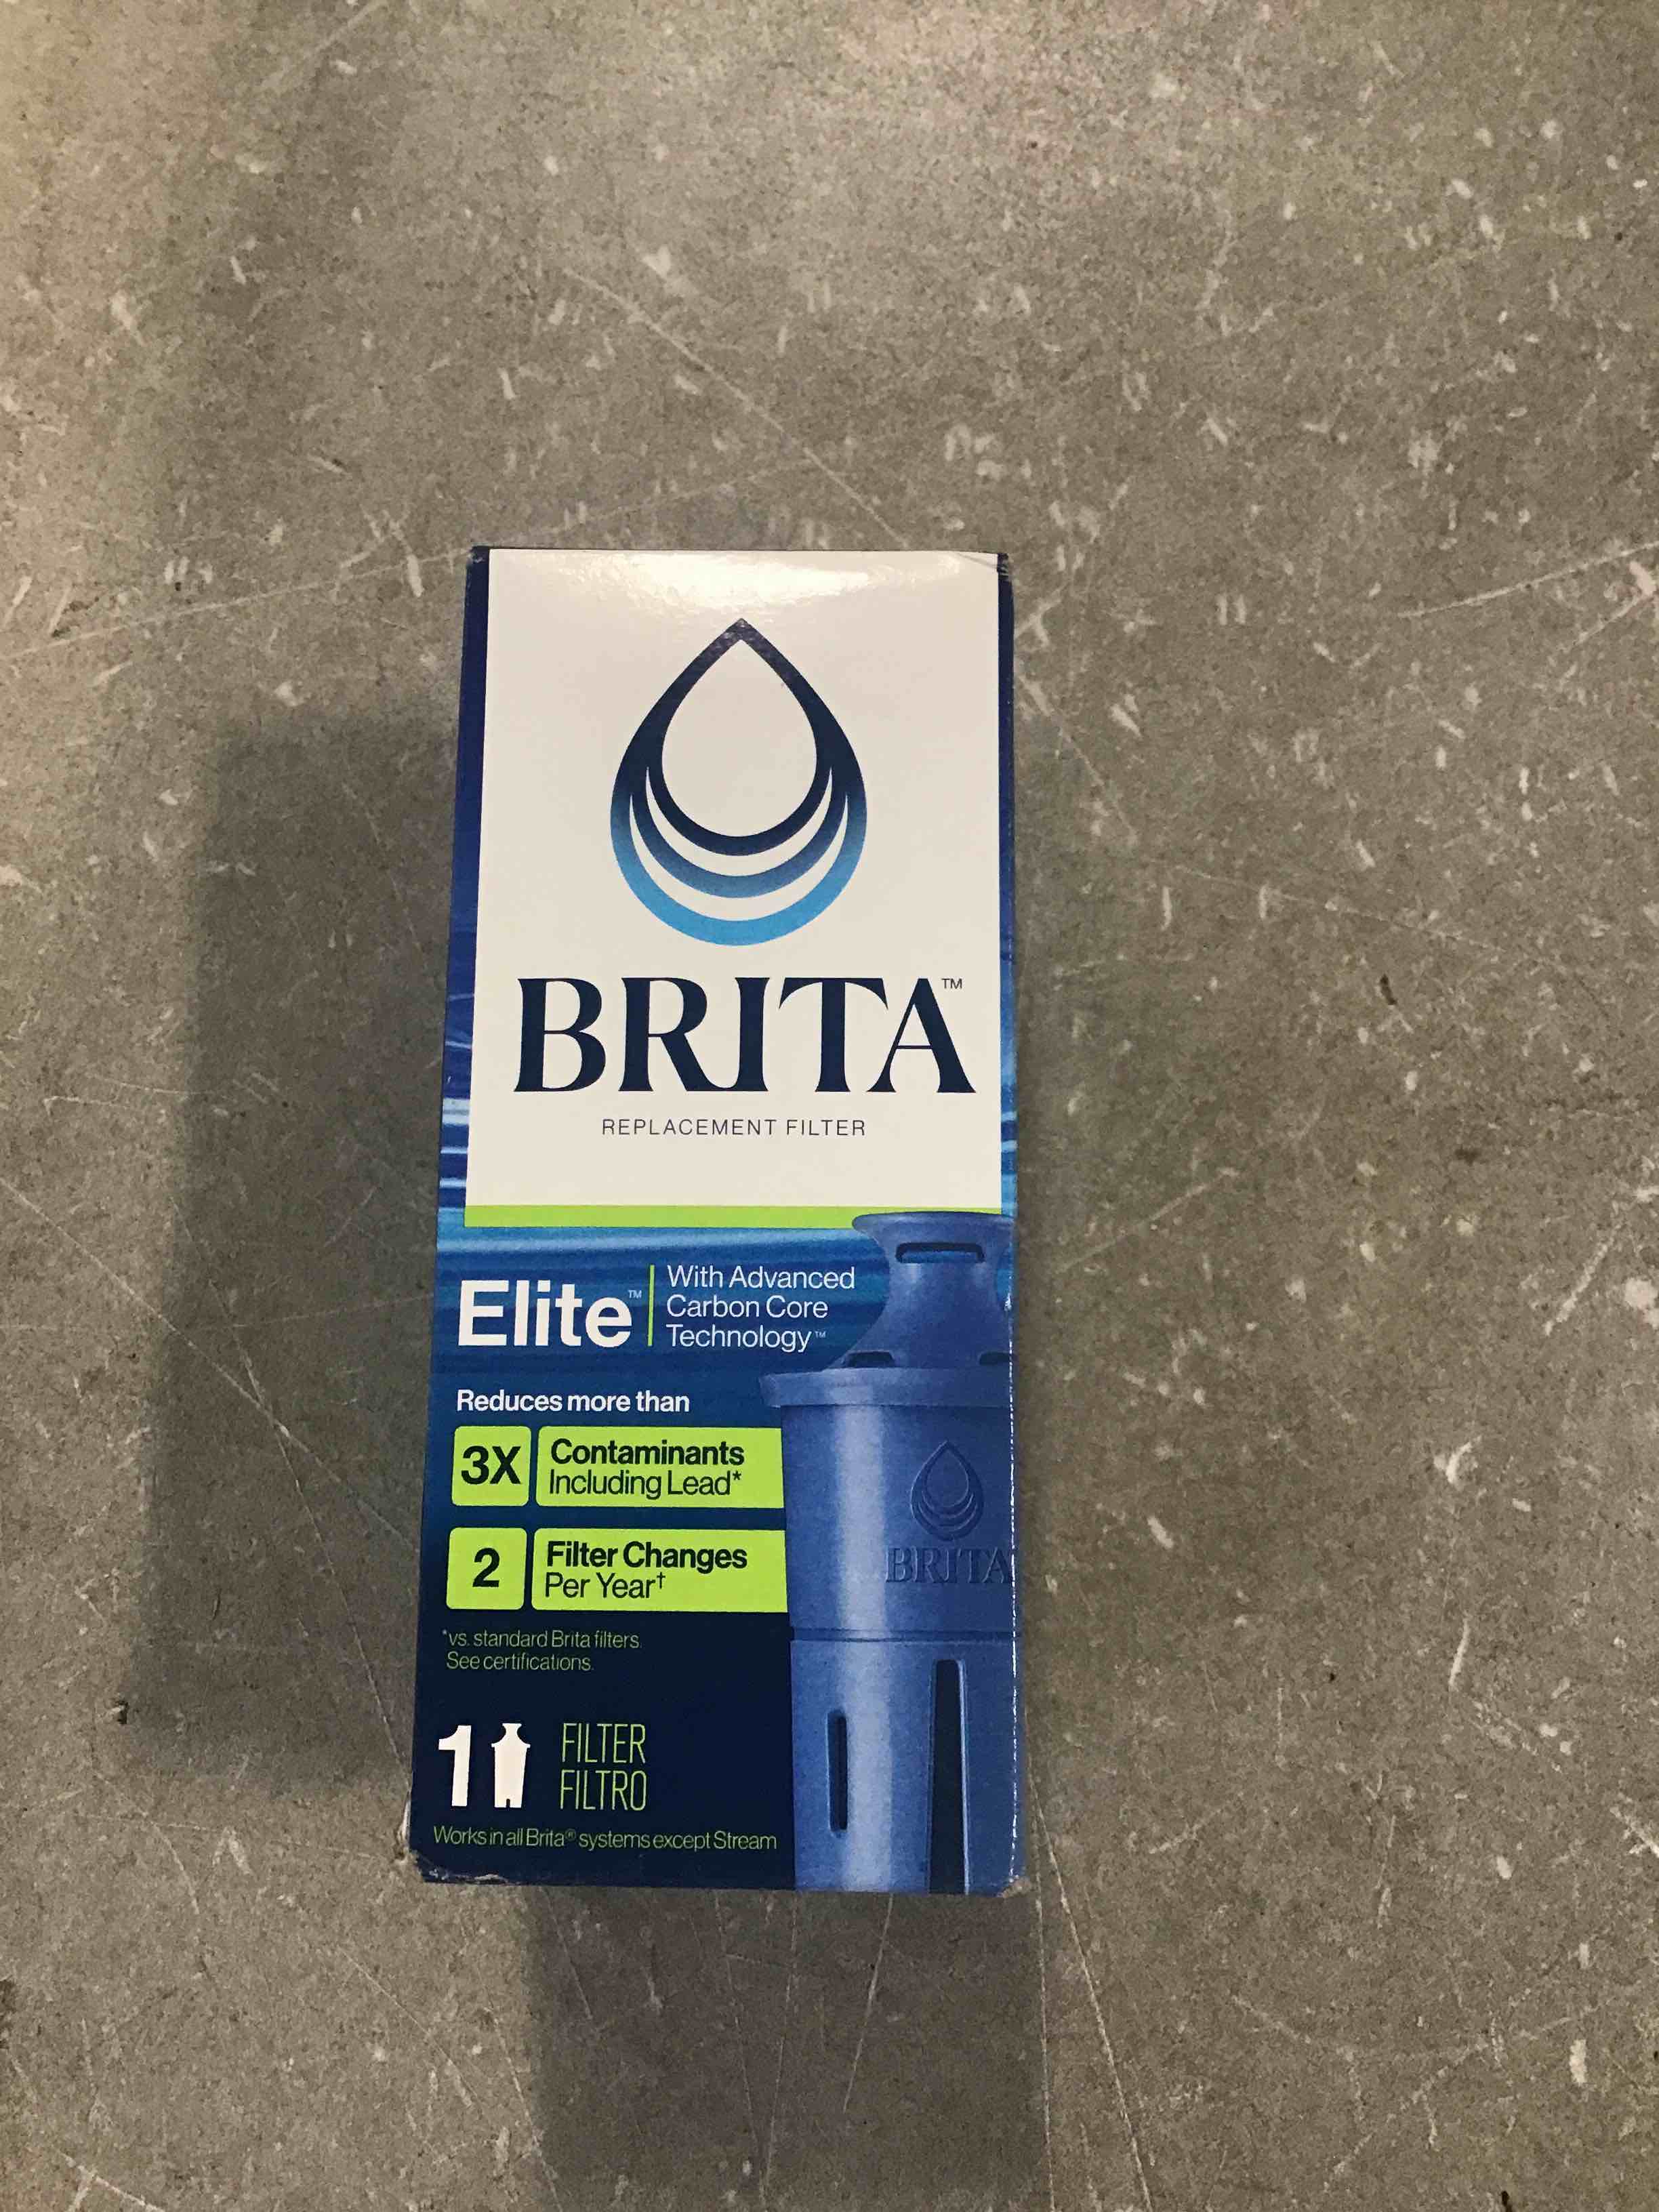 BRITA™
REPLACEMENT FILTER
Elite™
With Advanced
Carbon Core
Technology™
Reduces more than
3X
Contaminants
Including Lead*
2
Filter Changes
Per Year†
*vs. standard Brita filters.
See certifications.
1
FILTER
FILTRO
Works in all Brita® systems except Stream
BRITA